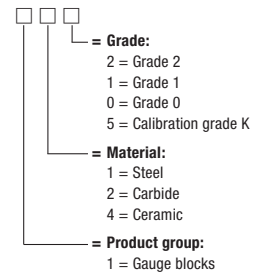 = Grade:
2 = Grade 2
1 = Grade 1
0 = Grade 0
5 = Calibration grade K
= Material:
1 = Steel
2 = Carbide
4 = Ceramic
= Product group:
1 = Gauge blocks